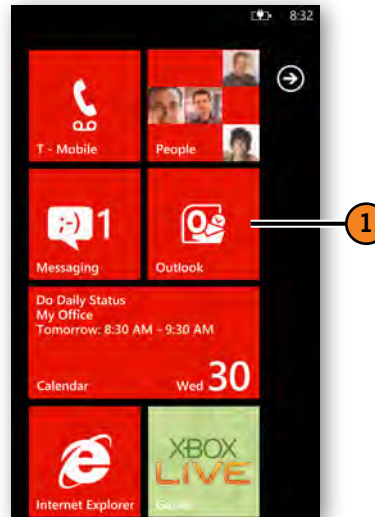 8:32
T - Mobile
People
;-) 1
Messaging
Outlook
1
Do Daily Status
My Office
Tomorrow: 8:30 AM - 9:30 AM
Calendar
Wed 30
Internet Explorer
XBOX
LIVE
Games